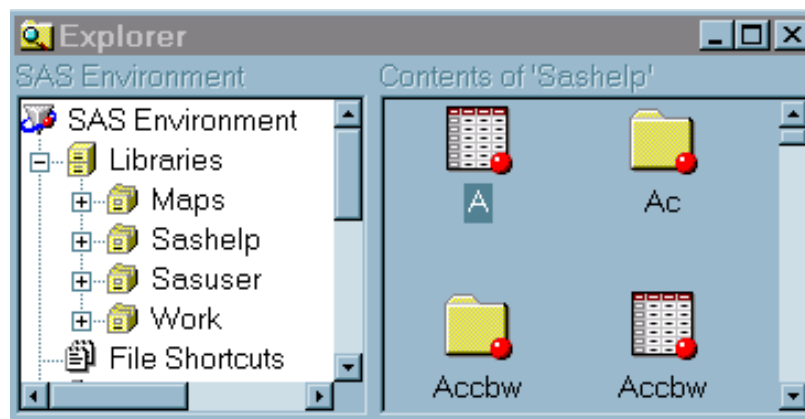 Explorer
SAS Environment
Contents of 'Sashelp'
SAS Environment
Libraries
Maps
Sashelp
Sasuser
Work
File Shortcuts
A Ac
Accbw Accbw